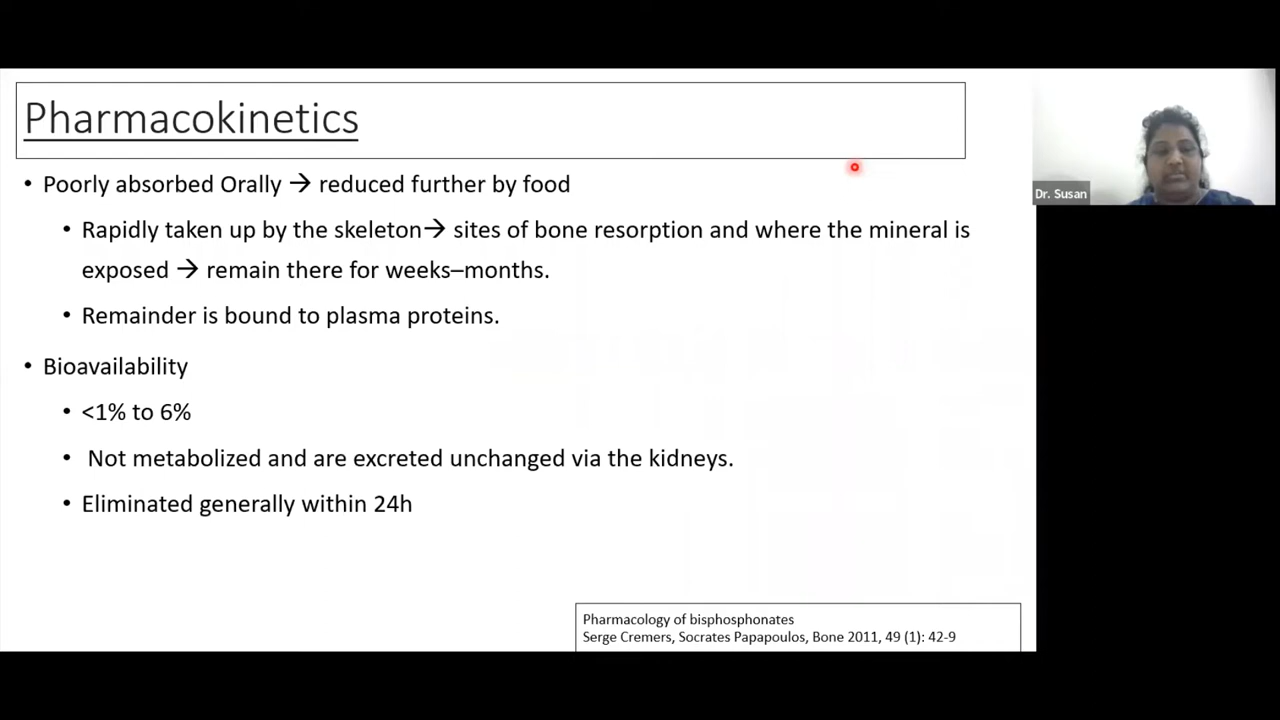 Pharmacokinetics
• Poorly absorbed Orally → reduced further by food
• Rapidly taken up by the skeleton→ sites of bone resorption and where the mineral is
exposed → remain there for weeks–months.
• Remainder is bound to plasma proteins.
• Bioavailability
• <1% to 6%
• Not metabolized and are excreted unchanged via the kidneys.
• Eliminated generally within 24h
Pharmacology of bisphosphonates
Serge Cremers, Socrates Papapoulos, Bone 2011, 49 (1): 42-9
Dr. Susan